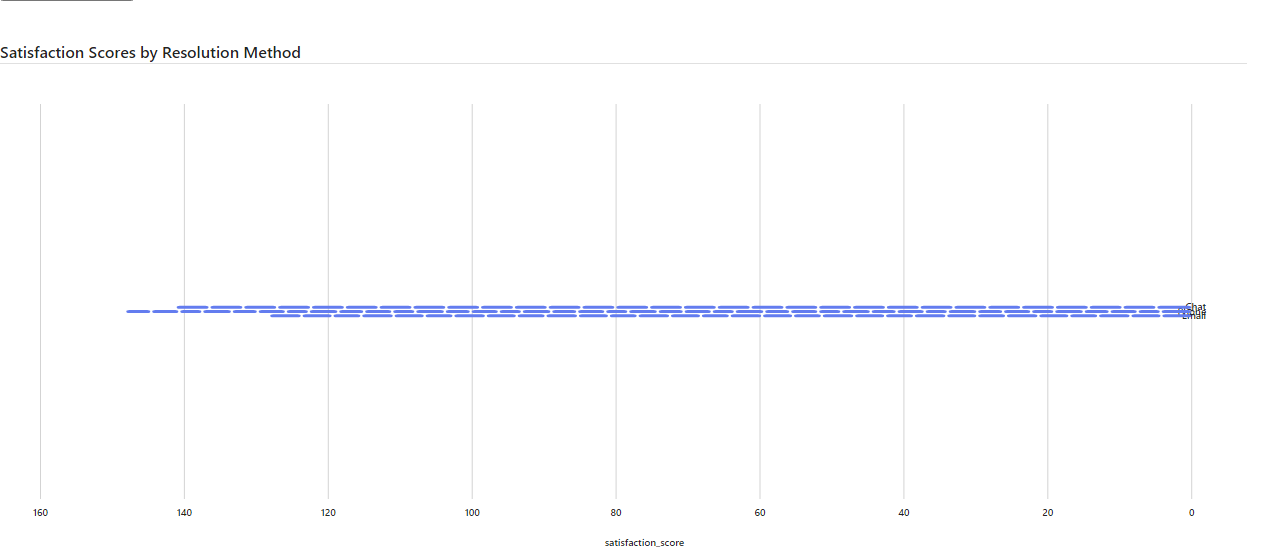 Satisfaction Scores by Resolution Method
Chat
Email
160 140 120 100 80 60 40 20 0
satisfaction_score